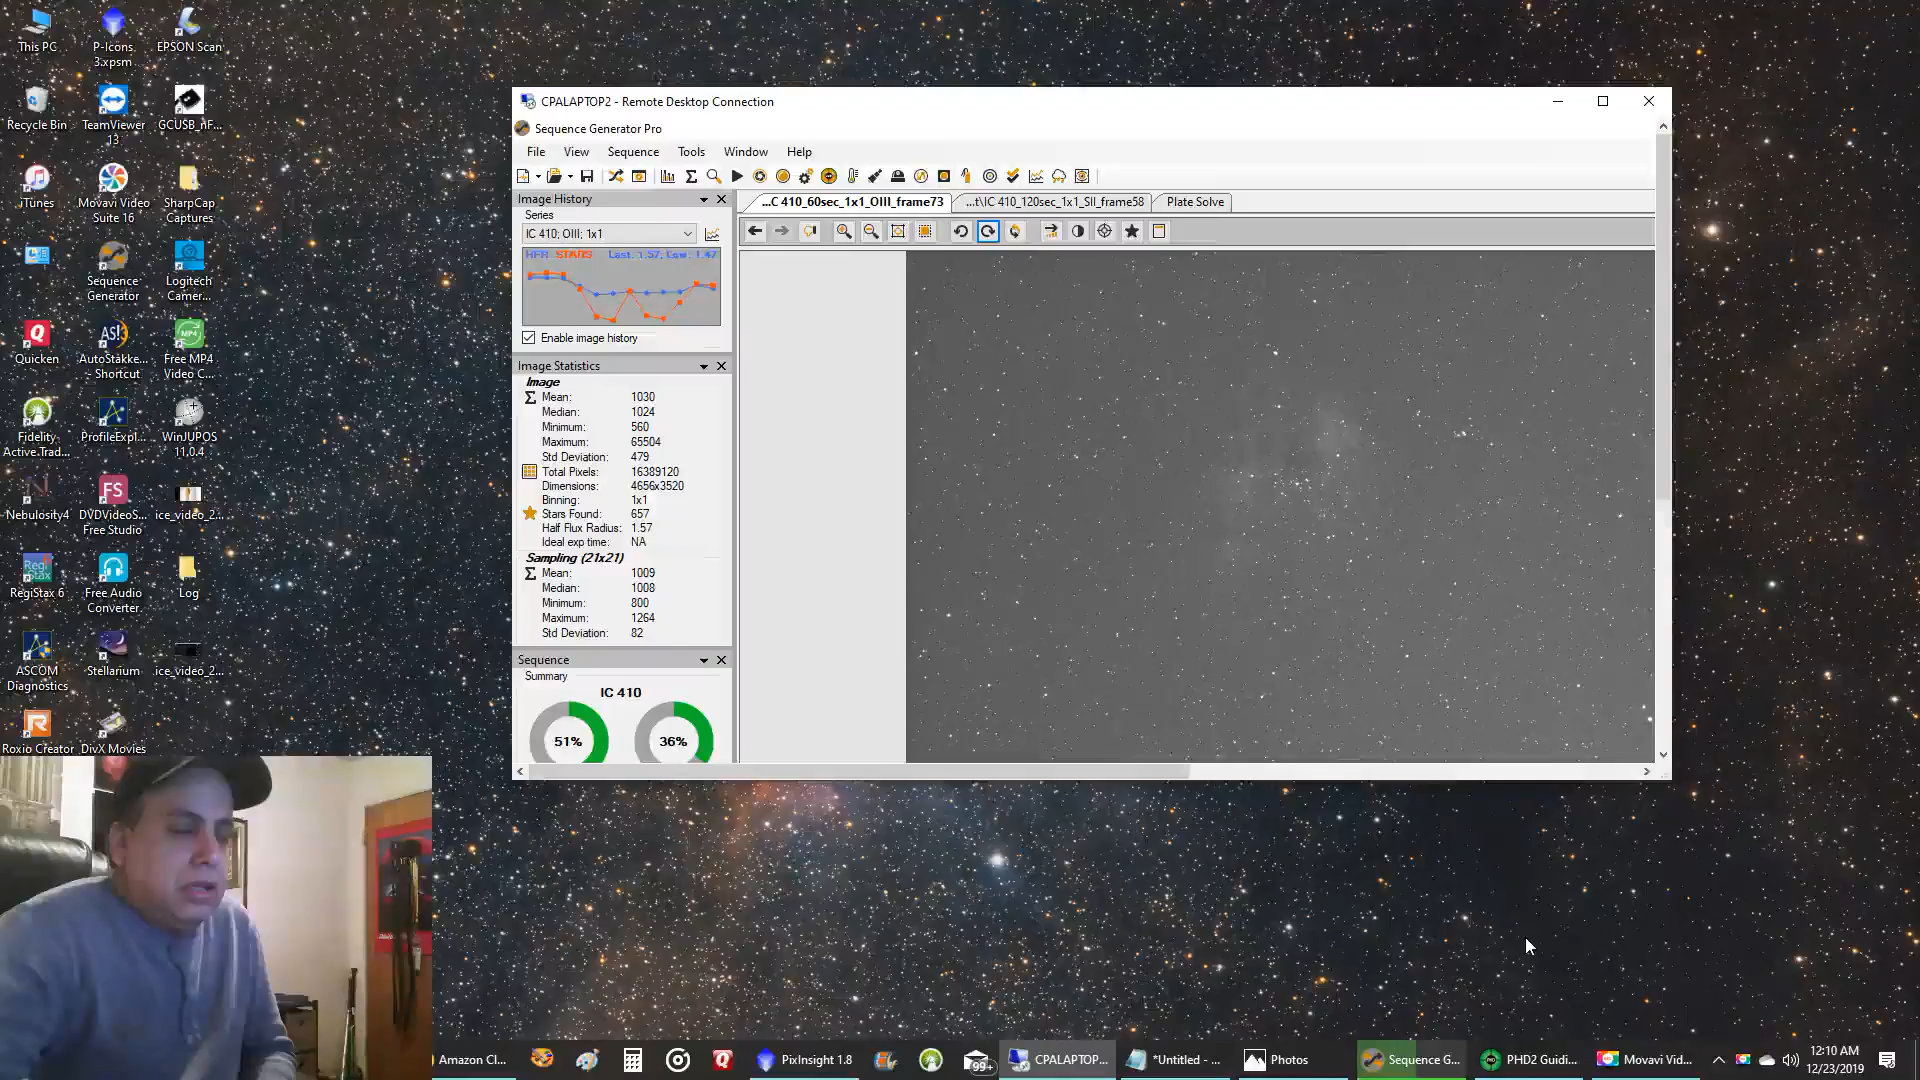 This PC
P-Icons
3.xpsm
EPSON Scan
Recycle Bin
TeamViewer
13
GCUSB_nF...
iTunes
Movavi Video
Suite 16
SharpCap
Captures
Sequence
Generator
Logitech
Camer...
Quicken
AutoStakke...
- Shortcut
Free MP4
Video C...
Fidelity
Active Trad...
ProfileExpl...
WinJUPOS
11.0.4
Nebulosity4
DVDVideoS...
Free Studio
ice_video_2...
RegiStax 6
Free Audio
Converter
Log
ASCOM
Diagnostics
Stellarium
ice_video_2...
Roxio Creator
DivX Movies
CPALAPTOP2 - Remote Desktop Connection
Sequence Generator Pro
File View Sequence Tools Window Help
Image History
Series
IC 410; OIII; 1x1
HFR STARS Last: 1.57, Low: 1.47
Enable image history
Image Statistics
Image
Mean: 1030
Median: 1024
Minimum: 560
Maximum: 65504
Std Deviation: 479
Total Pixels: 16389120
Dimensions: 4656x3520
Binning: 1x1
Stars Found: 657
Half Flux Radius: 1.57
Ideal exp time: NA
Sampling (21x21)
Mean: 1009
Median: 1008
Minimum: 800
Maximum: 1264
Std Deviation: 82
Sequence
Summary
IC 410
51% 36%
...C 410_60sec_1x1_OIII_frame73
...t\IC 410_120sec_1x1_SII_frame58
Plate Solve
Amazon Cl...
PixInsight 1.8
99+
CPALAPTOP...
*Untitled - ...
Photos
Sequence G...
PHD2 Guidi...
Movavi Vid...
12:10 AM
12/23/2019